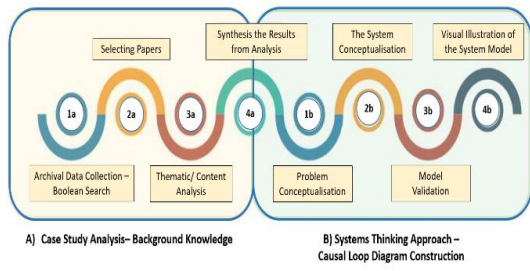 Selecting Papers
Synthesis the Results
from Analysis
The System
Conceptualisation
Visual Illustration of
the System Model
1a
2a
3a
4a
1b
2b
3b
4b
Archival Data Collection –
Boolean Search
Thematic/ Content
Analysis
Problem
Conceptualisation
Model
Validation
A) Case Study Analysis– Background Knowledge
B) Systems Thinking Approach –
Causal Loop Diagram Construction